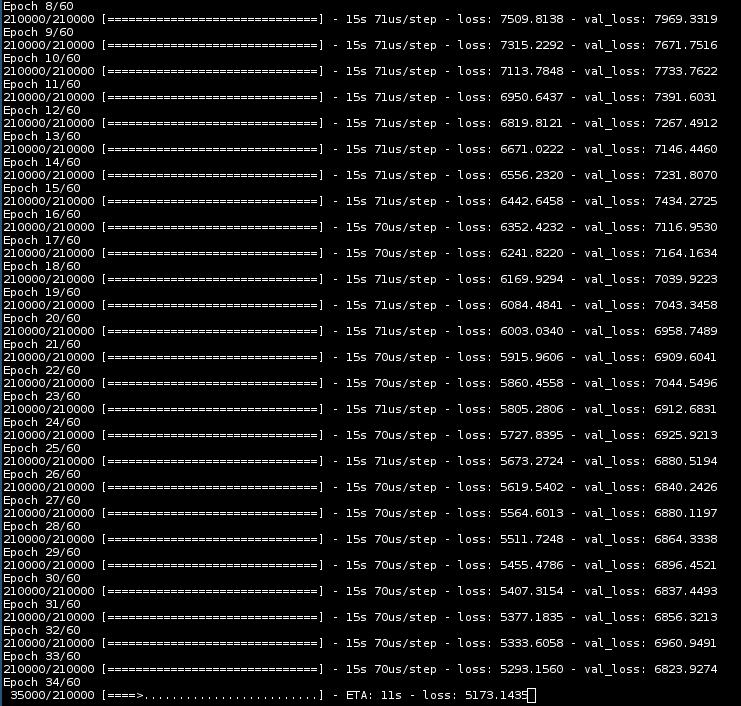 Epoch 8/60
210000/210000 [==============================] - 15s 71us/step - loss: 7509.8138 - val_loss: 7969.3319
Epoch 9/60
210000/210000 [==============================] - 15s 71us/step - loss: 7315.2292 - val_loss: 7671.7516
Epoch 10/60
210000/210000 [==============================] - 15s 71us/step - loss: 7113.7848 - val_loss: 7733.7622
Epoch 11/60
210000/210000 [==============================] - 15s 71us/step - loss: 6950.6437 - val_loss: 7391.6031
Epoch 12/60
210000/210000 [==============================] - 15s 71us/step - loss: 6819.8121 - val_loss: 7267.4912
Epoch 13/60
210000/210000 [==============================] - 15s 71us/step - loss: 6671.0222 - val_loss: 7146.4460
Epoch 14/60
210000/210000 [==============================] - 15s 71us/step - loss: 6556.2320 - val_loss: 7231.8070
Epoch 15/60
210000/210000 [==============================] - 15s 71us/step - loss: 6442.6458 - val_loss: 7434.2725
Epoch 16/60
210000/210000 [==============================] - 15s 70us/step - loss: 6352.4232 - val_loss: 7116.9530
Epoch 17/60
210000/210000 [==============================] - 15s 70us/step - loss: 6241.8220 - val_loss: 7164.1634
Epoch 18/60
210000/210000 [==============================] - 15s 71us/step - loss: 6169.9294 - val_loss: 7039.9223
Epoch 19/60
210000/210000 [==============================] - 15s 71us/step - loss: 6084.4841 - val_loss: 7043.3458
Epoch 20/60
210000/210000 [==============================] - 15s 71us/step - loss: 6003.0340 - val_loss: 6958.7489
Epoch 21/60
210000/210000 [==============================] - 15s 70us/step - loss: 5915.9606 - val_loss: 6909.6041
Epoch 22/60
210000/210000 [==============================] - 15s 70us/step - loss: 5860.4558 - val_loss: 7044.5496
Epoch 23/60
210000/210000 [==============================] - 15s 71us/step - loss: 5805.2806 - val_loss: 6912.6831
Epoch 24/60
210000/210000 [==============================] - 15s 70us/step - loss: 5727.8395 - val_loss: 6925.9213
Epoch 25/60
210000/210000 [==============================] - 15s 71us/step - loss: 5673.2724 - val_loss: 6880.5194
Epoch 26/60
210000/210000 [==============================] - 15s 70us/step - loss: 5619.5402 - val_loss: 6840.2426
Epoch 27/60
210000/210000 [==============================] - 15s 70us/step - loss: 5564.6013 - val_loss: 6880.1197
Epoch 28/60
210000/210000 [==============================] - 15s 70us/step - loss: 5511.7248 - val_loss: 6864.3338
Epoch 29/60
210000/210000 [==============================] - 15s 70us/step - loss: 5455.4786 - val_loss: 6896.4521
Epoch 30/60
210000/210000 [==============================] - 15s 70us/step - loss: 5407.3154 - val_loss: 6837.4493
Epoch 31/60
210000/210000 [==============================] - 15s 70us/step - loss: 5377.1835 - val_loss: 6856.3213
Epoch 32/60
210000/210000 [==============================] - 15s 70us/step - loss: 5333.6058 - val_loss: 6960.9491
Epoch 33/60
210000/210000 [==============================] - 15s 70us/step - loss: 5293.1560 - val_loss: 6823.9274
Epoch 34/60
35000/210000 [====>.........................] - ETA: 11s - loss: 5173.1435